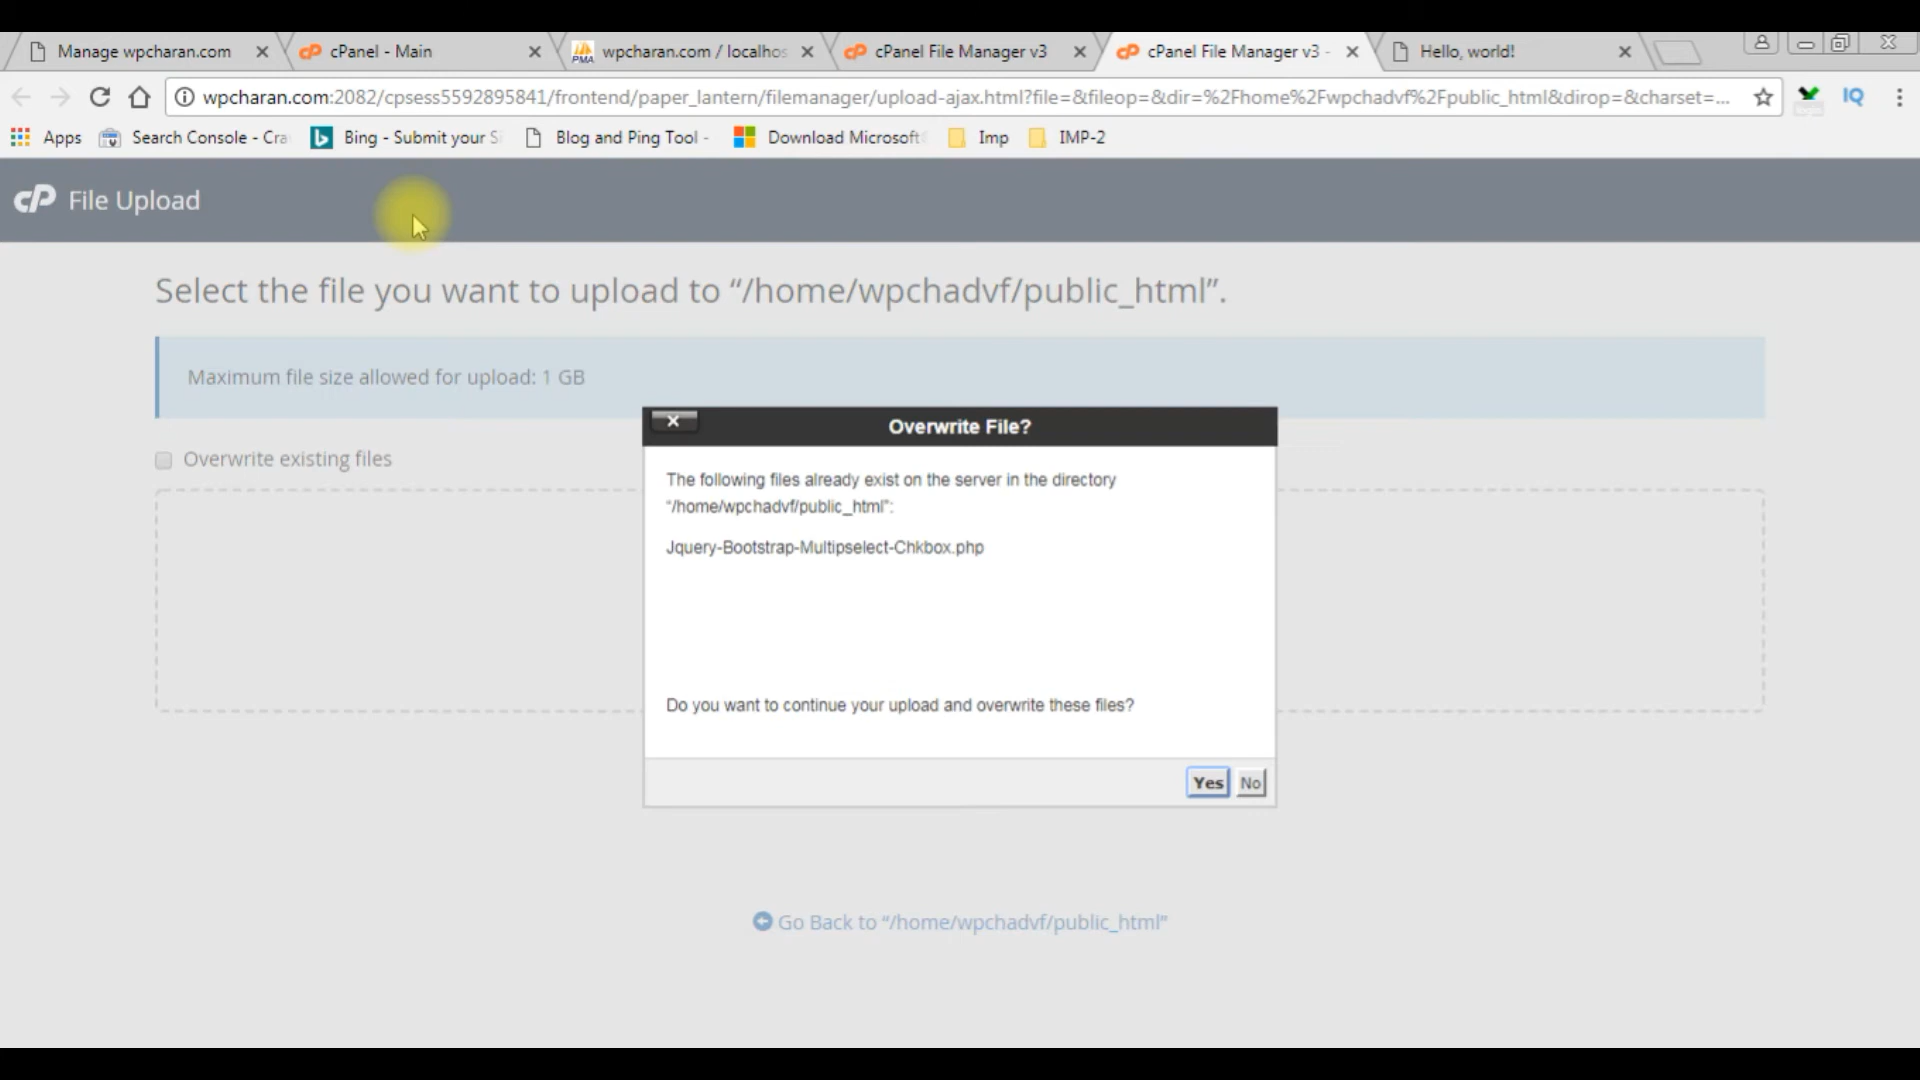 Manage wpcharan.com
cPanel - Main
wpcharan.com / localhos
cPanel File Manager v3
cPanel File Manager v3 -
Hello, world!
wpcharan.com:2082/cpsess5592895841/frontend/paper_lantern/filemanager/upload-ajax.html?file=&fileop=&dir=%2Fhome%2Fwpchadvf%2Fpublic_html&dirop=&charset=...
IQ
Apps
Search Console - Cra
Bing - Submit your Si
Blog and Ping Tool -
Download Microsoft
Imp
IMP-2
cP File Upload
Select the file you want to upload to “/home/wpchadvf/public_html”.
Maximum file size allowed for upload: 1 GB
Overwrite existing files
Overwrite File?
The following files already exist on the server in the directory
“/home/wpchadvf/public_html”:
Jquery-Bootstrap-Multipselect-Chkbox.php
Do you want to continue your upload and overwrite these files?
Yes
No
Go Back to “/home/wpchadvf/public_html”